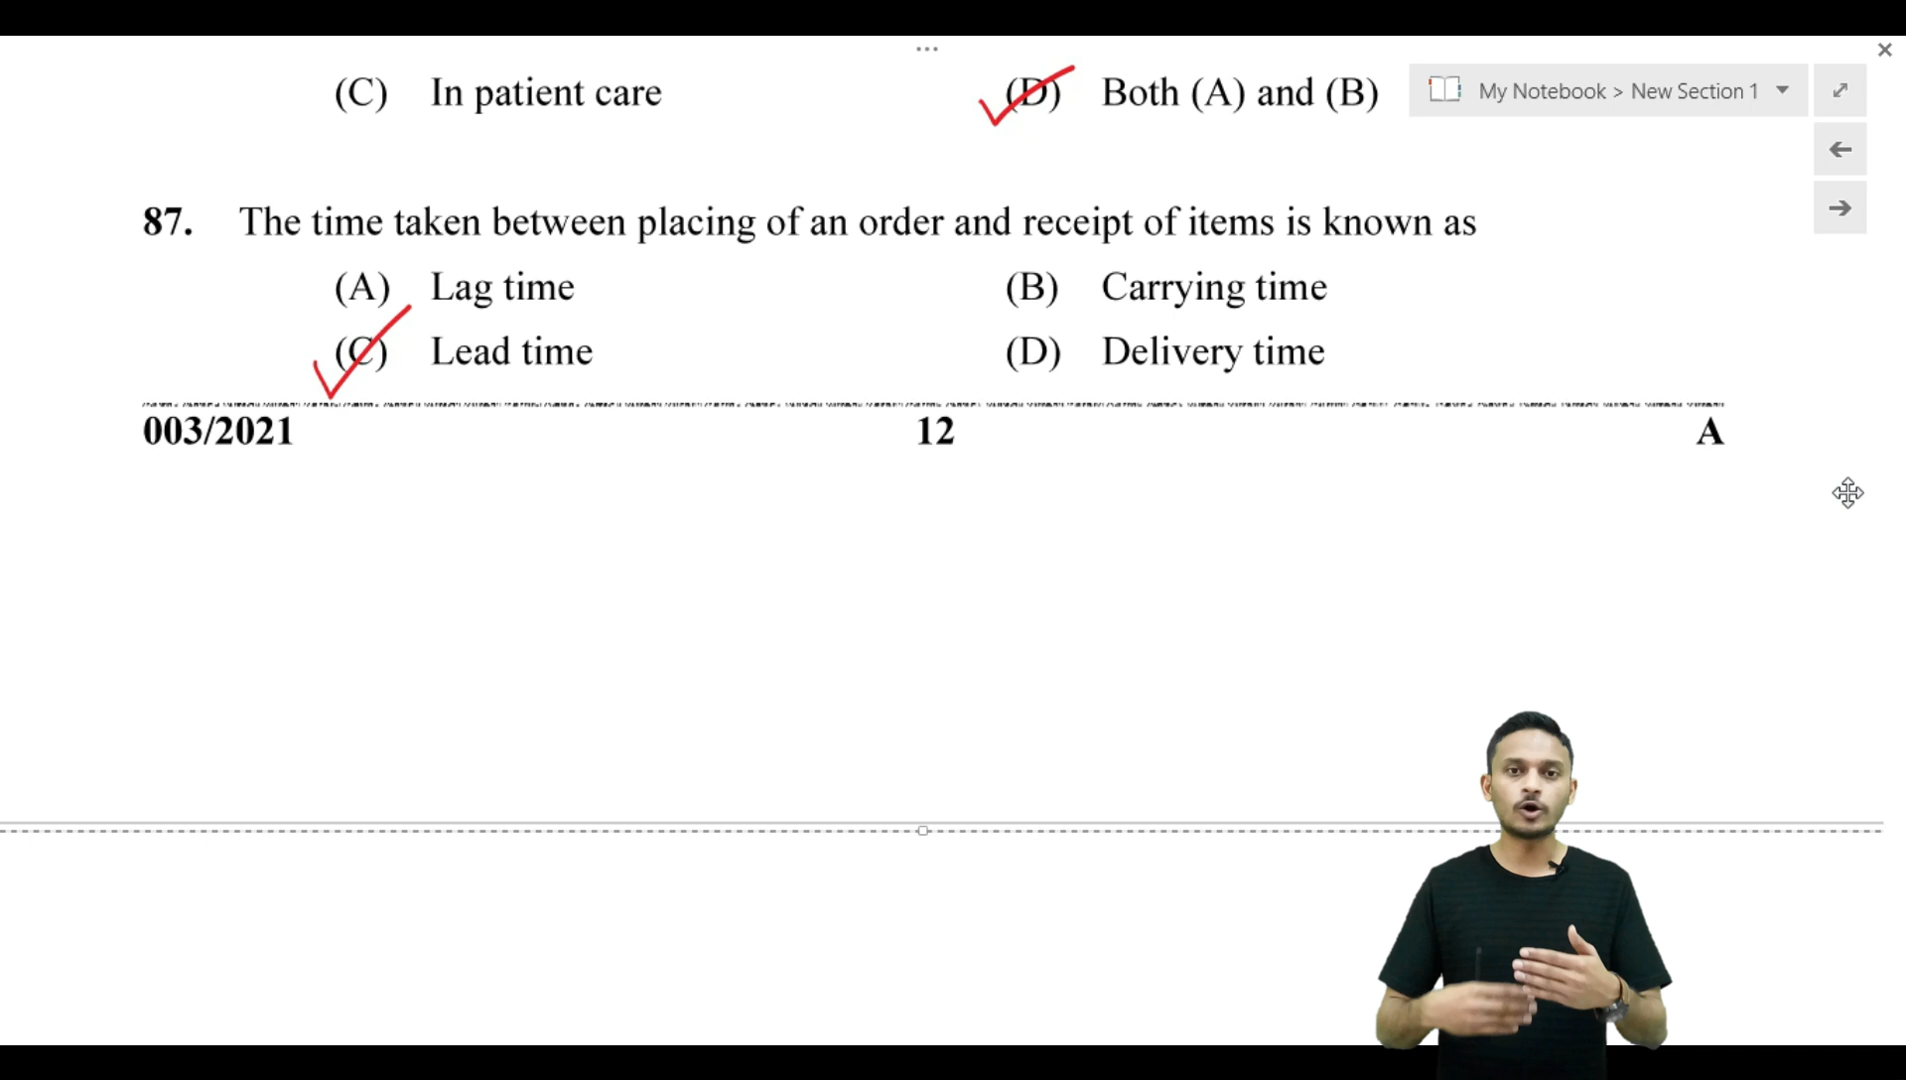 (C) In patient care (D) Both (A) and (B) My Notebook > New Section 1
87. The time taken between placing of an order and receipt of items is known as
(A) Lag time (B) Carrying time
(C) Lead time (D) Delivery time
003/2021 12 A